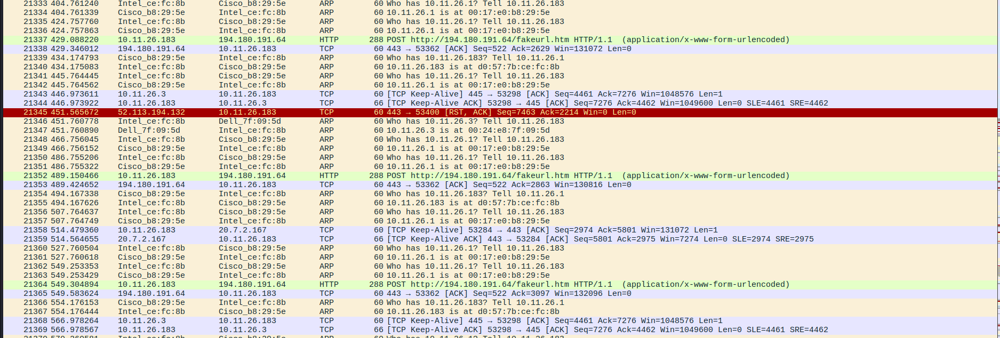 21333 404.761240 Intel_ce:fc:8b Cisco_b8:29:5e ARP 60 Who has 10.11.26.1? Tell 10.11.26.183
21334 404.761339 Cisco_b8:29:5e Intel_ce:fc:8b ARP 60 10.11.26.1 is at 00:17:e0:b8:29:5e
21335 424.757760 Intel_ce:fc:8b Cisco_b8:29:5e ARP 60 Who has 10.11.26.1? Tell 10.11.26.183
21336 424.757863 Cisco_b8:29:5e Intel_ce:fc:8b ARP 60 10.11.26.1 is at 00:17:e0:b8:29:5e
21337 429.088220 10.11.26.183 194.180.191.64 HTTP 288 POST http://194.180.191.64/fakeurl.htm HTTP/1.1 (application/x-www-form-urlencoded)
21338 429.346012 194.180.191.64 10.11.26.183 TCP 60 443 → 53362 [ACK] Seq=522 Ack=2629 Win=131072 Len=0
21339 434.174793 Cisco_b8:29:5e Intel_ce:fc:8b ARP 60 Who has 10.11.26.183? Tell 10.11.26.1
21340 434.175083 Intel_ce:fc:8b Cisco_b8:29:5e ARP 60 10.11.26.183 is at d0:57:7b:ce:fc:8b
21341 445.764445 Intel_ce:fc:8b Cisco_b8:29:5e ARP 60 Who has 10.11.26.1? Tell 10.11.26.183
21342 445.764562 Cisco_b8:29:5e Intel_ce:fc:8b ARP 60 10.11.26.1 is at 00:17:e0:b8:29:5e
21343 446.973611 10.11.26.3 10.11.26.183 TCP 60 [TCP Keep-Alive] 445 → 53298 [ACK] Seq=4461 Ack=7276 Win=1048576 Len=1
21344 446.973922 10.11.26.183 10.11.26.3 TCP 66 [TCP Keep-Alive ACK] 53298 → 445 [ACK] Seq=7276 Ack=4462 Win=1049600 Len=0 SLE=4461 SRE=4462
21345 451.565672 52.113.194.132 10.11.26.183 TCP 60 443 → 53400 [RST, ACK] Seq=7463 Ack=2214 Win=0 Len=0
21346 451.760778 Intel_ce:fc:8b Dell_7f:09:5d ARP 60 Who has 10.11.26.3? Tell 10.11.26.183
21347 451.760890 Dell_7f:09:5d Intel_ce:fc:8b ARP 60 10.11.26.3 is at 00:24:e8:7f:09:5d
21348 466.756045 Intel_ce:fc:8b Cisco_b8:29:5e ARP 60 Who has 10.11.26.1? Tell 10.11.26.183
21349 466.756152 Cisco_b8:29:5e Intel_ce:fc:8b ARP 60 10.11.26.1 is at 00:17:e0:b8:29:5e
21350 486.755206 Intel_ce:fc:8b Cisco_b8:29:5e ARP 60 Who has 10.11.26.1? Tell 10.11.26.183
21351 486.755322 Cisco_b8:29:5e Intel_ce:fc:8b ARP 60 10.11.26.1 is at 00:17:e0:b8:29:5e
21352 489.150466 10.11.26.183 194.180.191.64 HTTP 288 POST http://194.180.191.64/fakeurl.htm HTTP/1.1 (application/x-www-form-urlencoded)
21353 489.424652 194.180.191.64 10.11.26.183 TCP 60 443 → 53362 [ACK] Seq=522 Ack=2863 Win=130816 Len=0
21354 494.167338 Cisco_b8:29:5e Intel_ce:fc:8b ARP 60 Who has 10.11.26.183? Tell 10.11.26.1
21355 494.167626 Intel_ce:fc:8b Cisco_b8:29:5e ARP 60 10.11.26.183 is at d0:57:7b:ce:fc:8b
21356 507.764637 Intel_ce:fc:8b Cisco_b8:29:5e ARP 60 Who has 10.11.26.1? Tell 10.11.26.183
21357 507.764749 Cisco_b8:29:5e Intel_ce:fc:8b ARP 60 10.11.26.1 is at 00:17:e0:b8:29:5e
21358 514.479360 10.11.26.183 20.7.2.167 TCP 60 [TCP Keep-Alive] 53284 → 443 [ACK] Seq=2974 Ack=5801 Win=131072 Len=1
21359 514.564655 20.7.2.167 10.11.26.183 TCP 66 [TCP Keep-Alive ACK] 443 → 53284 [ACK] Seq=5801 Ack=2975 Win=7274 Len=0 SLE=2974 SRE=2975
21360 527.760504 Intel_ce:fc:8b Cisco_b8:29:5e ARP 60 Who has 10.11.26.1? Tell 10.11.26.183
21361 527.760618 Cisco_b8:29:5e Intel_ce:fc:8b ARP 60 10.11.26.1 is at 00:17:e0:b8:29:5e
21362 549.253353 Intel_ce:fc:8b Cisco_b8:29:5e ARP 60 Who has 10.11.26.1? Tell 10.11.26.183
21363 549.253429 Cisco_b8:29:5e Intel_ce:fc:8b ARP 60 10.11.26.1 is at 00:17:e0:b8:29:5e
21364 549.304894 10.11.26.183 194.180.191.64 HTTP 288 POST http://194.180.191.64/fakeurl.htm HTTP/1.1 (application/x-www-form-urlencoded)
21365 549.583624 194.180.191.64 10.11.26.183 TCP 60 443 → 53362 [ACK] Seq=522 Ack=3097 Win=132096 Len=0
21366 554.176153 Cisco_b8:29:5e Intel_ce:fc:8b ARP 60 Who has 10.11.26.183? Tell 10.11.26.1
21367 554.176444 Intel_ce:fc:8b Cisco_b8:29:5e ARP 60 10.11.26.183 is at d0:57:7b:ce:fc:8b
21368 566.978264 10.11.26.3 10.11.26.183 TCP 60 [TCP Keep-Alive] 445 → 53298 [ACK] Seq=4461 Ack=7276 Win=1048576 Len=1
21369 566.978567 10.11.26.183 10.11.26.3 TCP 66 [TCP Keep-Alive ACK] 53298 → 445 [ACK] Seq=7276 Ack=4462 Win=1049600 Len=0 SLE=4461 SRE=4462